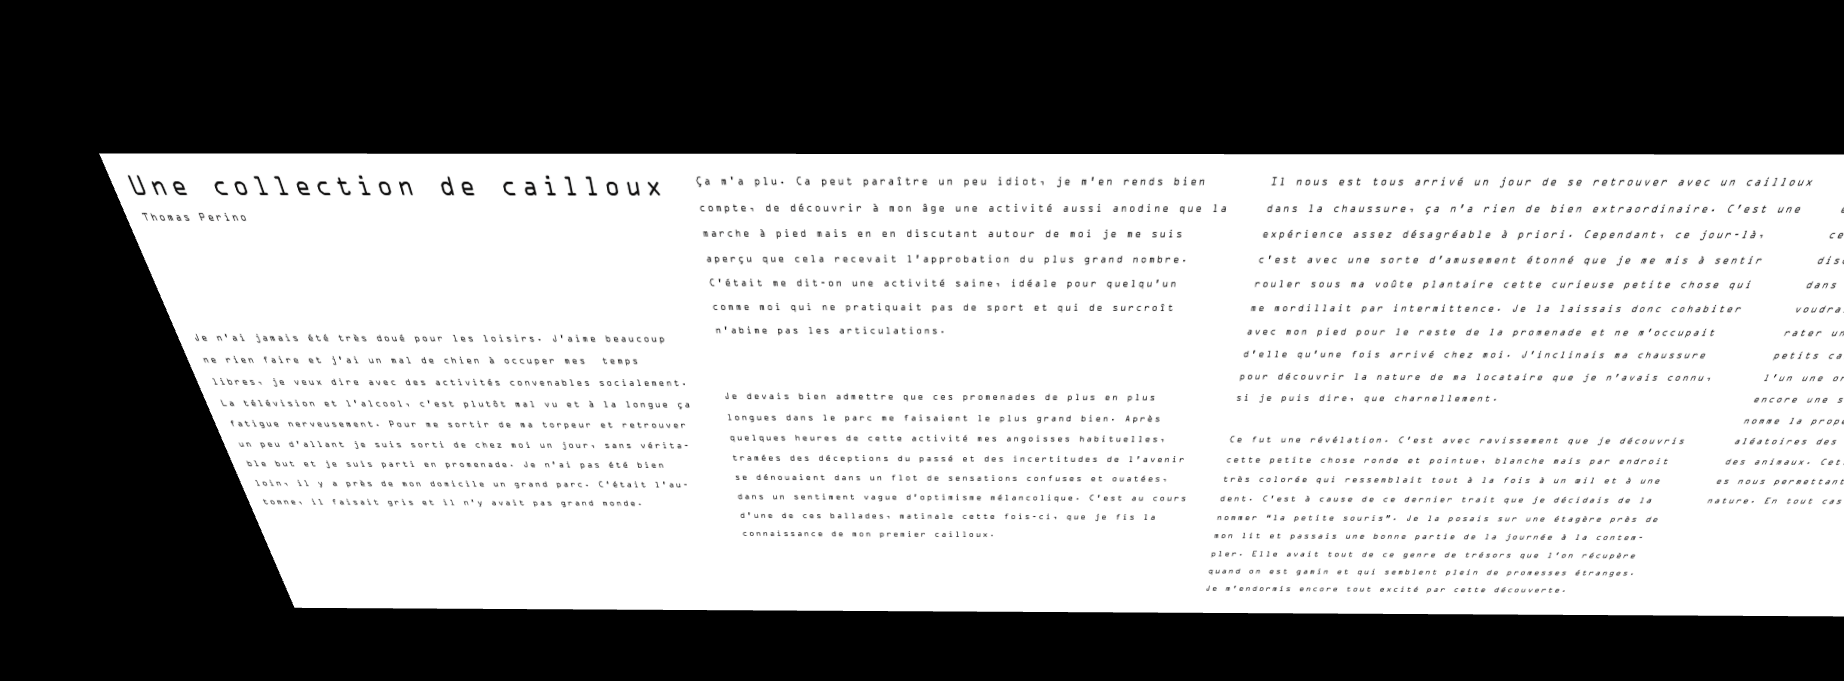 Une collection de cailloux
Thomas Perino
Je n'ai jamais été très doué pour les loisirs. J'aime beaucoup
ne rien faire et j'ai un mal de chien à occuper mes temps
libres, je veux dire avec des activités convenables socialement.
La télévision et l'alcool, c'est plutôt mal vu et à la longue ça
fatigue nerveusement. Pour me sortir de ma torpeur et retrouver
un peu d'allant je suis sorti de chez moi un jour, sans vérita-
ble but et je suis parti en promenade. Je n'ai pas été bien
loin, il y a près de mon domicile un grand parc. C'était l'au-
tomne, il faisait gris et il n'y avait pas grand monde.
Ça m'a plu. Ca peut paraître un peu idiot, je m'en rends bien
compte, de découvrir à mon âge une activité aussi anodine que la
marche à pied mais en en discutant autour de moi je me suis
aperçu que cela recevait l'approbation du plus grand nombre.
C'était me dit-on une activité saine, idéale pour quelqu'un
comme moi qui ne pratiquait pas de sport et qui de surcroît
n'abime pas les articulations.
Je devais bien admettre que ces promenades de plus en plus
longues dans le parc me faisaient le plus grand bien. Après
quelques heures de cette activité mes angoisses habituelles,
tramées des déceptions du passé et des incertitudes de l'avenir
se dénouaient dans un flot de sensations confuses et ouatées,
dans un sentiment vague d'optimisme mélancolique. C'est au cours
d'une de ces ballades, matinale cette fois-ci, que je fis la
connaissance de mon premier cailloux.
Il nous est tous arrivé un jour de se retrouver avec un cailloux
dans la chaussure, ça n'a rien de bien extraordinaire. C'est une
expérience assez désagréable à priori. Cependant, ce jour-là,
c'est avec une sorte d'amusement étonné que je me mis à sentir
rouler sous ma voûte plantaire cette curieuse petite chose qui
me mordillait par intermittence. Je la laissais donc cohabiter
avec mon pied pour le reste de la promenade et ne m'occupait
d'elle qu'une fois arrivé chez moi. J'inclinais ma chaussure
pour découvrir la nature de ma locataire que je n'avais connu,
si je puis dire, que charnellement.
Ce fut une révélation. C'est avec ravissement que je découvris
cette petite chose ronde et pointue, blanche mais par endroit
très colorée qui ressemblait tout à la fois à un œil et à une
dent. C'est à cause de ce dernier trait que je décidais de la
nommer "la petite souris". Je la posais sur une étagère près de
mon lit et passais une bonne partie de la journée à la contem-
pler. Elle avait tout de ce genre de trésors que l'on récupère
quand on est gamin et qui semblent plein de promesses étranges.
Je m'endormis encore tout excité par cette découverte.
ce
disc
dans
voudra
rater un
petits ca
l'un une or
encore une s
nomme la prope
aléatoires des
des animaux. Cet
es nous permettant
nature. En tout cas